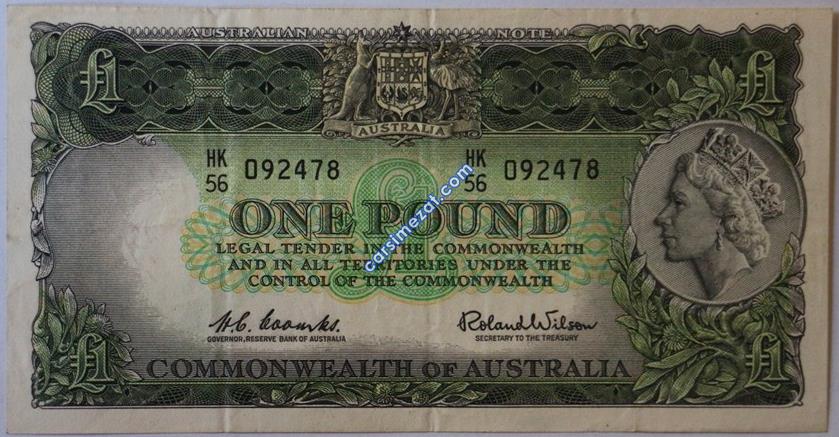 AUSTRALIAN NOTE
£1 £1
AUSTRALIA
HK 56 092478 HK 56 092478
ONE POUND
LEGAL TENDER IN THE COMMONWEALTH
AND IN ALL TERRITORIES UNDER THE
CONTROL OF THE COMMONWEALTH
carsimezat.com
H.C. Coombs. Roland Wilson
GOVERNOR, RESERVE BANK OF AUSTRALIA SECRETARY TO THE TREASURY
£1 COMMONWEALTH OF AUSTRALIA £1